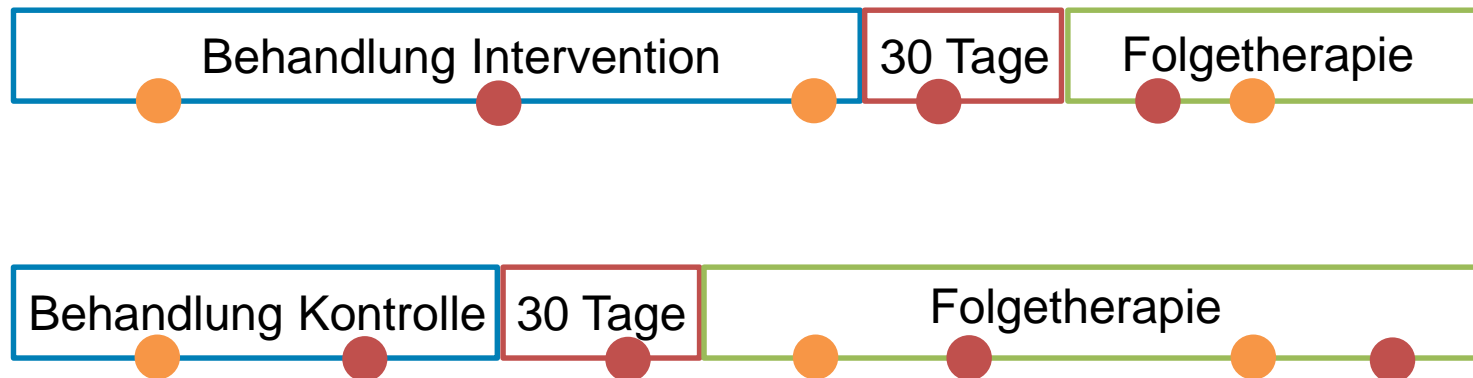 Behandlung Intervention 30 Tage Folgetherapie
Behandlung Kontrolle 30 Tage Folgetherapie